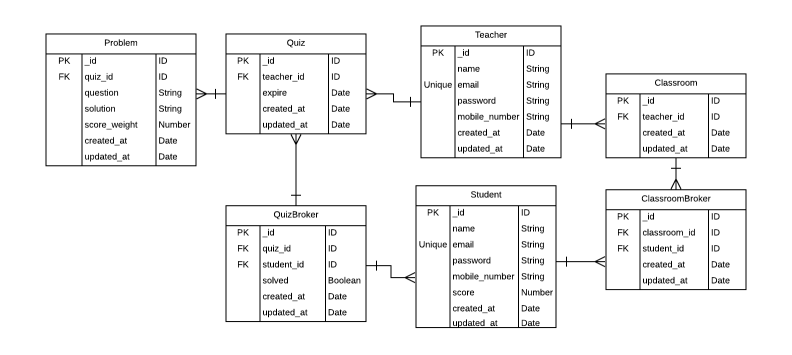 Problem
PK _id ID
FK quiz_id ID
question String
solution String
score_weight Number
created_at Date
updated_at Date
Quiz
PK _id ID
FK teacher_id ID
expire Date
created_at Date
updated_at Date
Teacher
PK _id ID
name String
Unique email String
password String
mobile_number String
created_at Date
updated_at Date
Classroom
PK _id ID
FK teacher_id ID
created_at Date
updated_at Date
QuizBroker
PK _id ID
FK quiz_id ID
FK student_id ID
solved Boolean
created_at Date
updated_at Date
Student
PK _id ID
name String
Unique email String
password String
mobile_number String
score Number
created_at Date
updated_at Date
ClassroomBroker
PK _id ID
FK classroom_id ID
FK student_id ID
created_at Date
updated_at Date